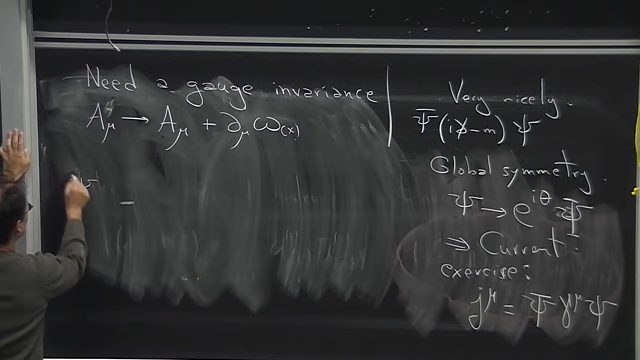 Need a gauge invariance
A_μ → A_μ + ∂_μ ω(x)
Very nicely.
Ψ̄(i∂̸ - m)Ψ
Global symmetry.
Ψ → e^{iθ} Ψ
⇒ Current.
exercise:
j^μ = Ψ̄ γ^μ Ψ